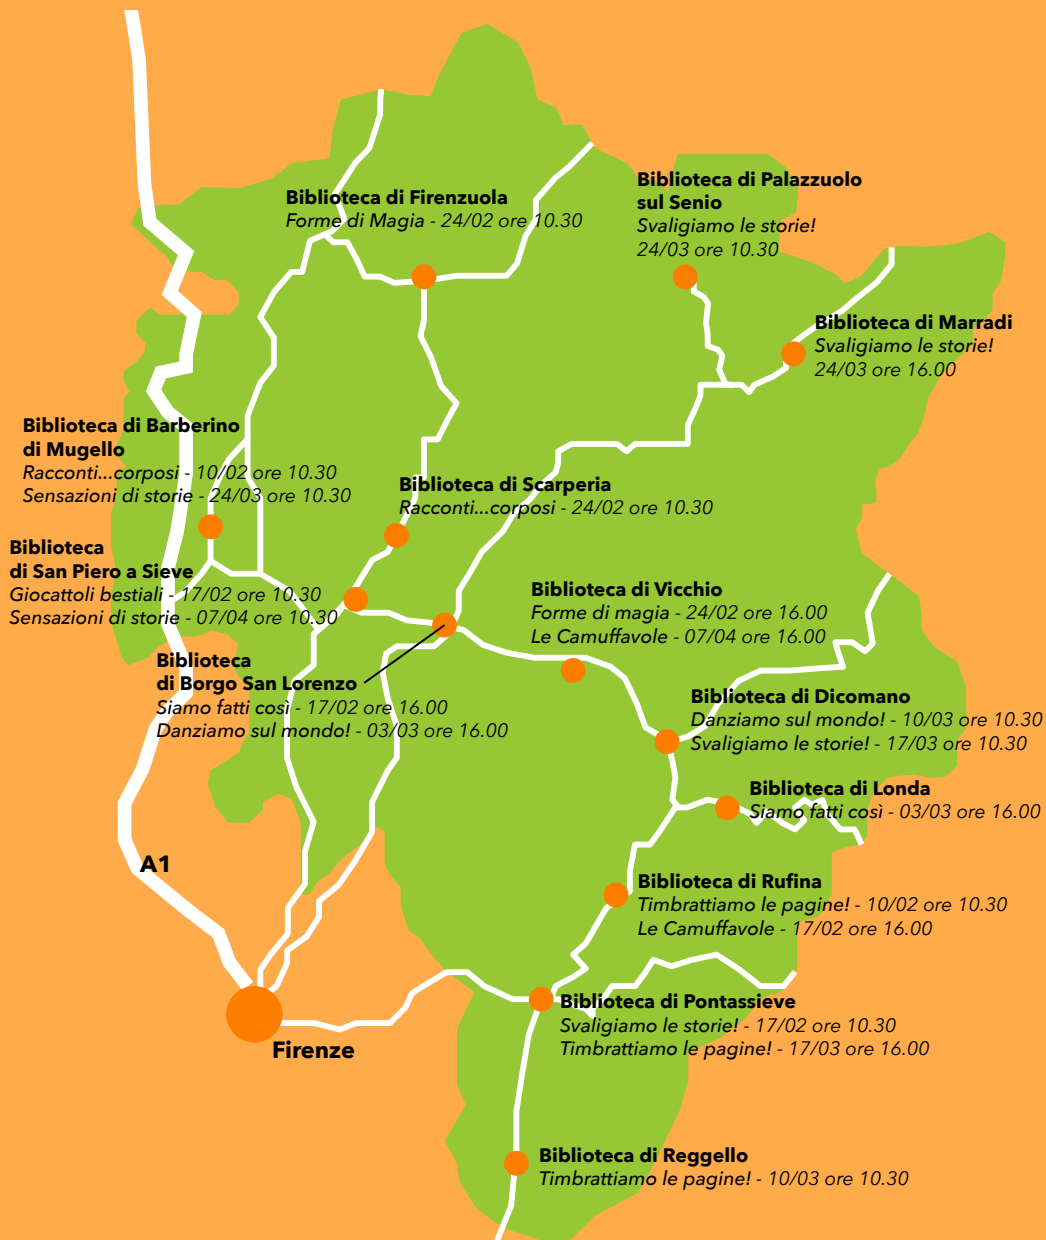 Biblioteca di Firenzuola
Forme di Magia - 24/02 ore 10.30
Biblioteca di Palazzuolo
sul Senio
Svaligiamo le storie!
24/03 ore 10.30
Biblioteca di Marradi
Svaligiamo le storie!
24/03 ore 16.00
Biblioteca di Barberino
di Mugello
Racconti...corposi - 10/02 ore 10.30
Sensazioni di storie - 24/03 ore 10.30
Biblioteca di Scarperia
Racconti...corposi - 24/02 ore 10.30
Biblioteca
di San Piero a Sieve
Giocattoli bestiali - 17/02 ore 10.30
Sensazioni di storie - 07/04 ore 10.30
Biblioteca di Vicchio
Forme di magia - 24/02 ore 16.00
Le Camuffavole - 07/04 ore 16.00
Biblioteca
di Borgo San Lorenzo
Siamo fatti così - 17/02 ore 16.00
Danziamo sul mondo! - 03/03 ore 16.00
Biblioteca di Dicomano
Danziamo sul mondo! - 10/03 ore 10.30
Svaligiamo le storie! - 17/03 ore 10.30
Biblioteca di Londa
Siamo fatti così - 03/03 ore 16.00
A1
Biblioteca di Rufina
Timbrattiamo le pagine! - 10/02 ore 10.30
Le Camuffavole - 17/02 ore 16.00
Biblioteca di Pontassieve
Svaligiamo le storie! - 17/02 ore 10.30
Timbrattiamo le pagine! - 17/03 ore 16.00
Firenze
Biblioteca di Reggello
Timbrattiamo le pagine! - 10/03 ore 10.30